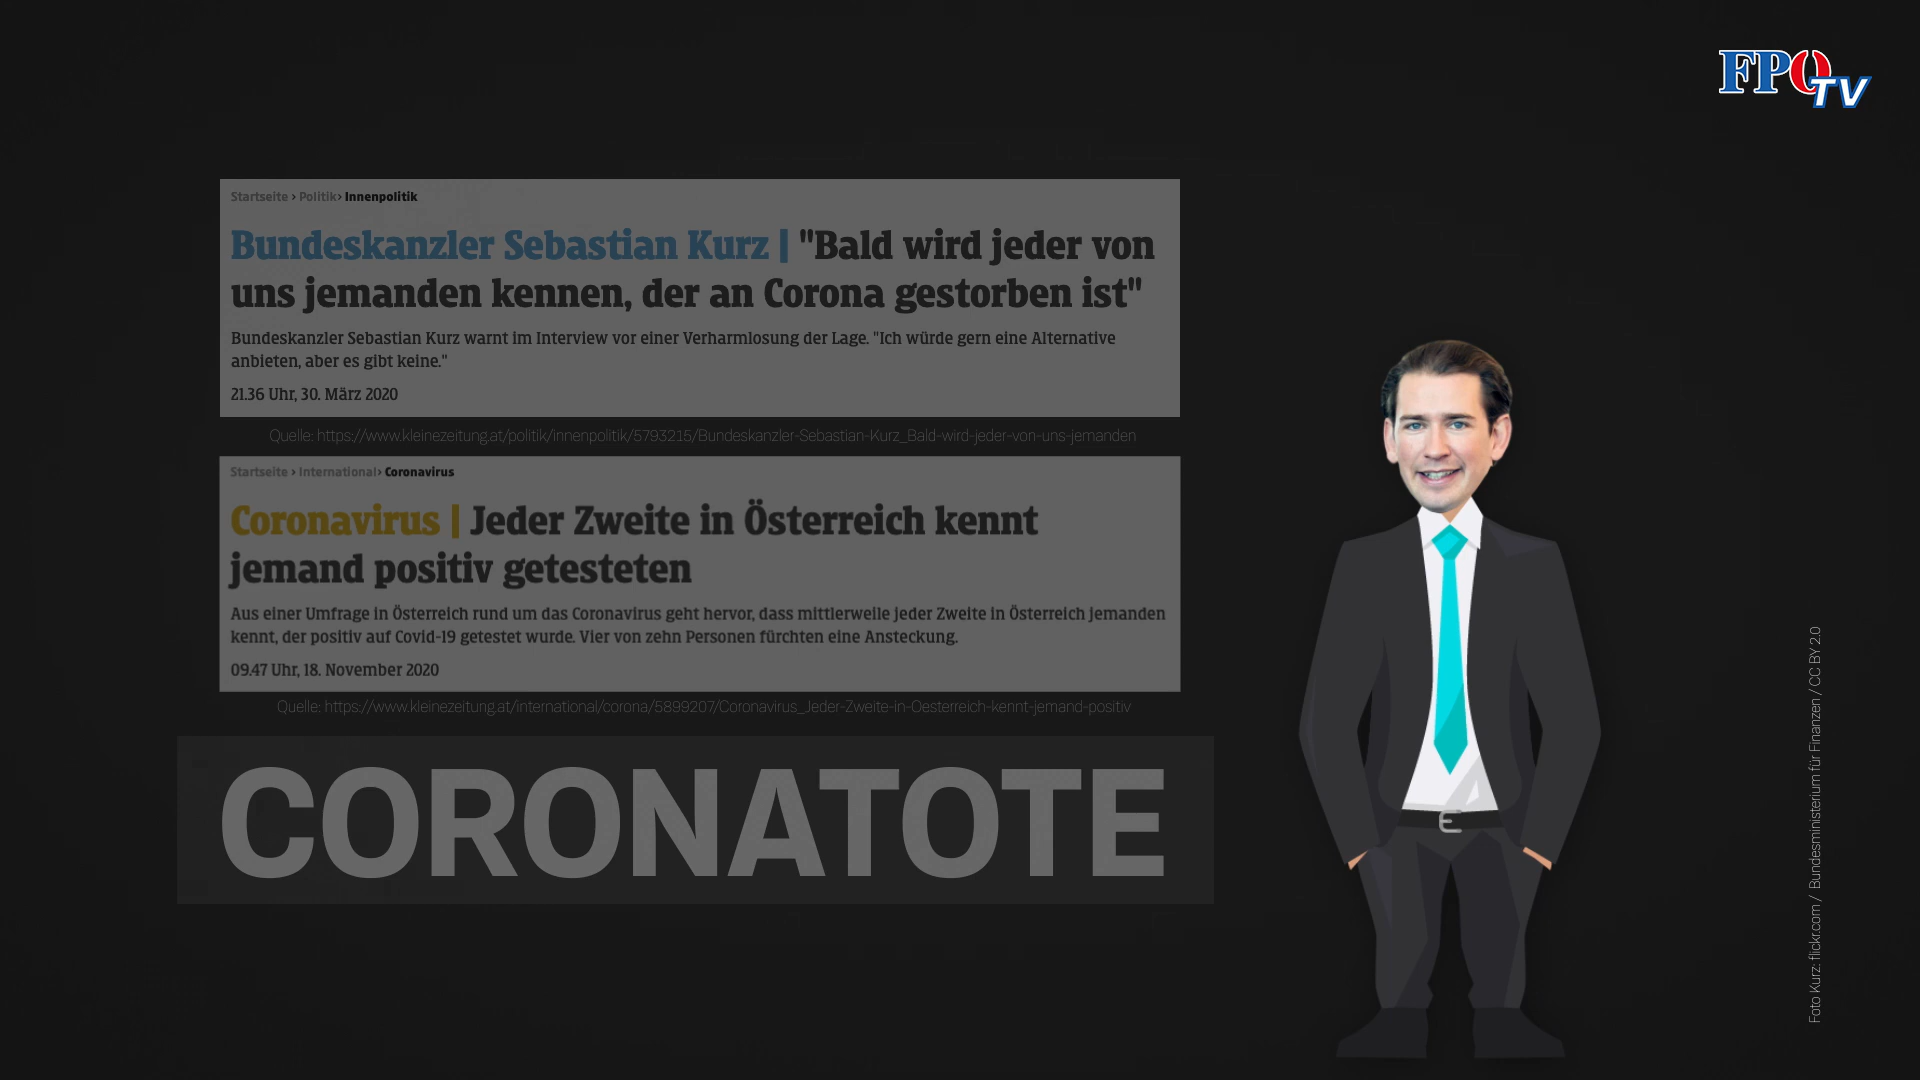 FPÖ TV
Startseite > Politik> Innenpolitik
Bundeskanzler Sebastian Kurz | "Bald wird jeder von
uns jemanden kennen, der an Corona gestorben ist"
Bundeskanzler Sebastian Kurz warnt im Interview vor einer Verharmlosung der Lage. "Ich würde gern eine Alternative
anbieten, aber es gibt keine."
21.36 Uhr, 30. März 2020
Quelle: https://www.kleinezeitung.at/politik/innenpolitik/5793215/Bundeskanzler-Sebastian-Kurz_Bald-wird-jeder-von-uns-jemanden
Startseite > International> Coronavirus
Coronavirus | Jeder Zweite in Österreich kennt
jemand positiv getesteten
Aus einer Umfrage in Österreich rund um das Coronavirus geht hervor, dass mittlerweile jeder Zweite in Österreich jemanden
kennt, der positiv auf Covid-19 getestet wurde. Vier von zehn Personen fürchten eine Ansteckung.
09.47 Uhr, 18. November 2020
Quelle: https://www.kleinezeitung.at/international/corona/5899207/Coronavirus_Jeder-Zweite-in-Oesterreich-kennt-jemand-positiv
CORONATOTE
Foto Kurz: flickr.com / Bundesministerium für Finanzen / CC BY 2.0